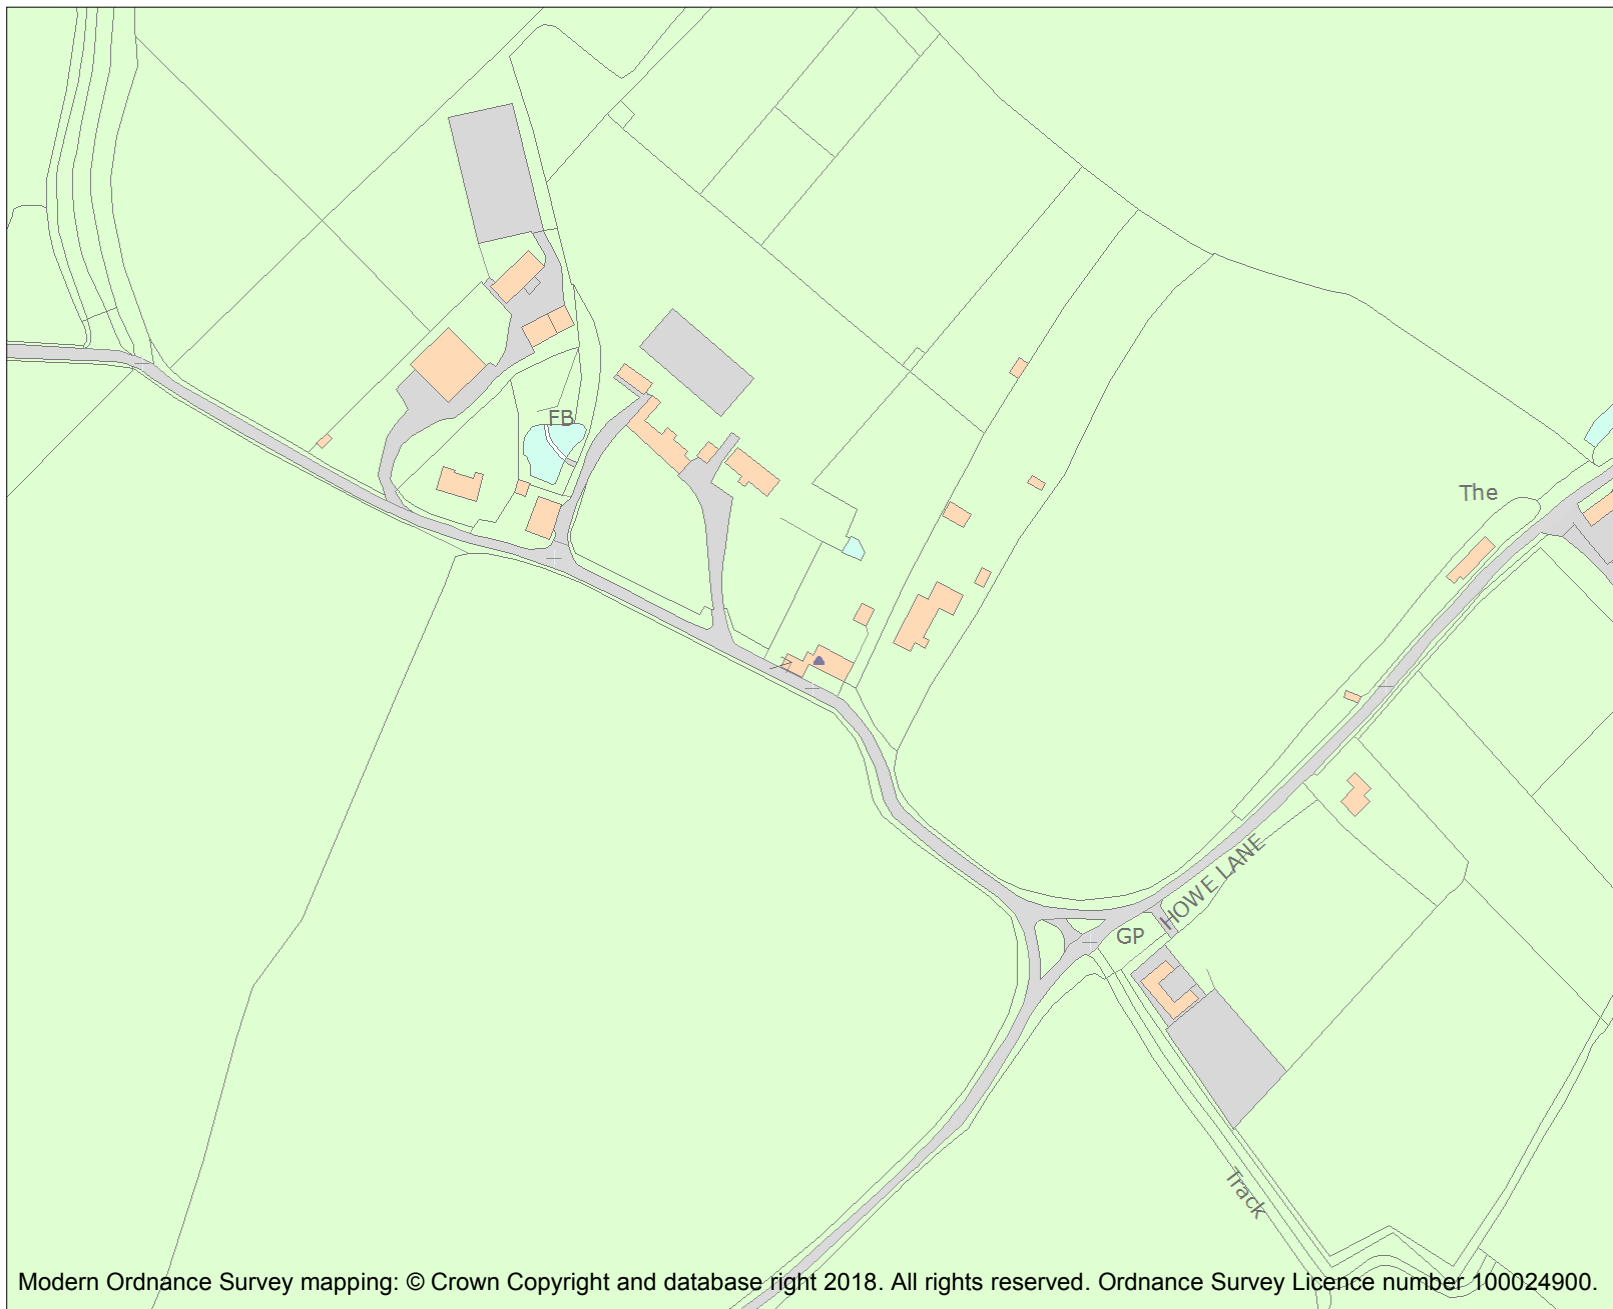 FB
The
HOWE LANE
GP
Track
Modern Ordnance Survey mapping: © Crown Copyright and database right 2018. All rights reserved. Ordnance Survey Licence number 100024900.